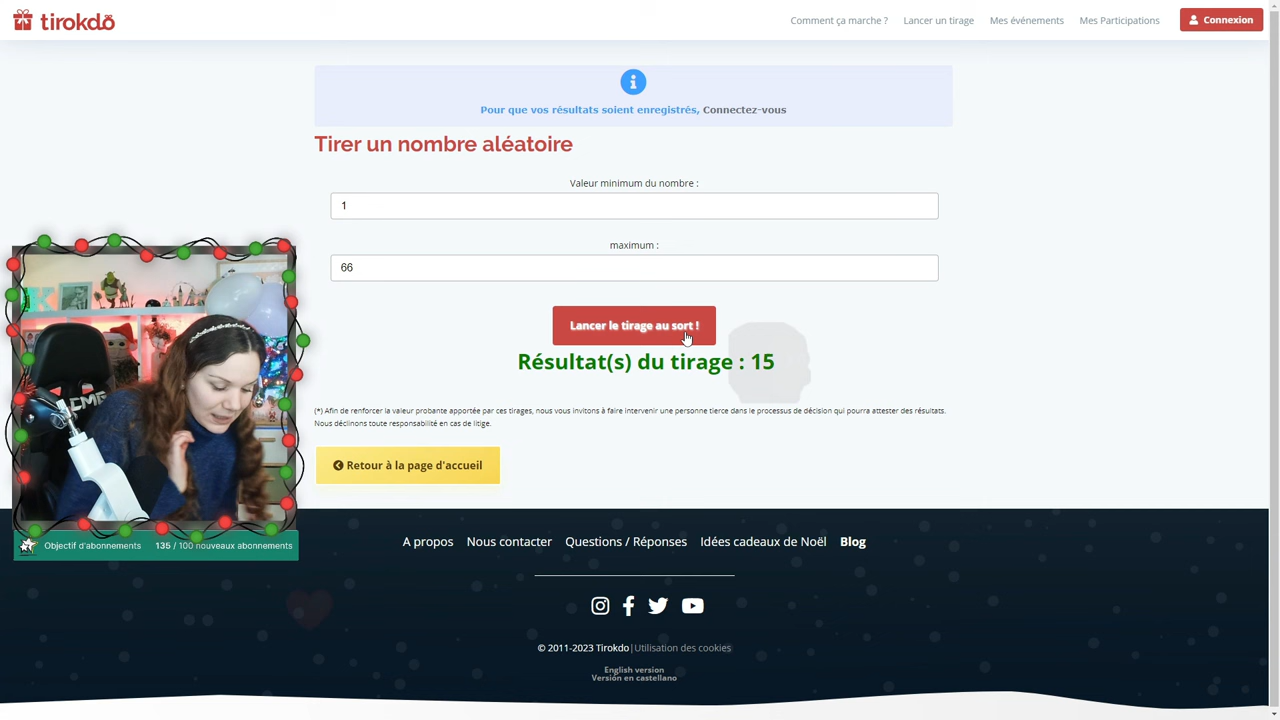 tirokdo
Comment ça marche ?
Lancer un tirage
Mes événements
Mes Participations
Connexion
Pour que vos résultats soient enregistrés, Connectez-vous
Tirer un nombre aléatoire
Valeur minimum du nombre :
1
maximum :
66
Lancer le tirage au sort !
Résultat(s) du tirage : 15
(*) Afin de renforcer la valeur probante apportée par ces tirages, nous vous invitons à faire intervenir une personne tierce dans le processus de décision qui pourra attester des résultats.
Nous déclinons toute responsabilité en cas de litige.
Retour à la page d'accueil
Objectif d'abonnements 135 / 100 nouveaux abonnements
A propos
Nous contacter
Questions / Réponses
Idées cadeaux de Noël
Blog
© 2011-2023 Tirokdo|Utilisation des cookies
English version
Versión en castellano